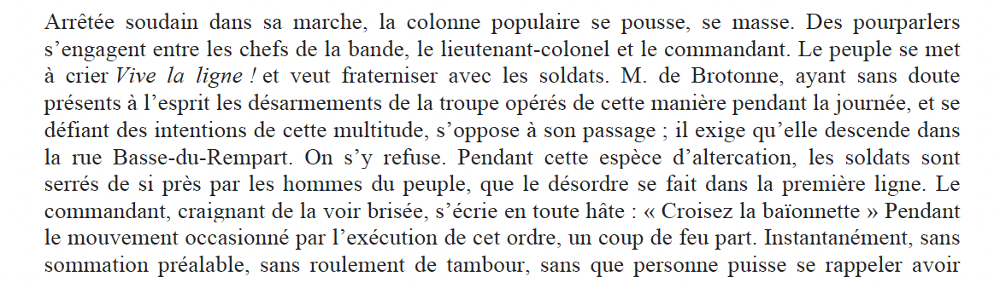 Arrêtée soudain dans sa marche, la colonne populaire se pousse, se masse. Des pourparlers
s’engagent entre les chefs de la bande, le lieutenant-colonel et le commandant. Le peuple se met
à crier Vive la ligne ! et veut fraterniser avec les soldats. M. de Brotonne, ayant sans doute
présents à l’esprit les désarmements de la troupe opérés de cette manière pendant la journée, et se
défiant des intentions de cette multitude, s’oppose à son passage ; il exige qu’elle descende dans
la rue Basse-du-Rempart. On s’y refuse. Pendant cette espèce d’altercation, les soldats sont
serrés de si près par les hommes du peuple, que le désordre se fait dans la première ligne. Le
commandant, craignant de la voir brisée, s’écrie en toute hâte : « Croisez la baïonnette » Pendant
le mouvement occasionné par l’exécution de cet ordre, un coup de feu part. Instantanément, sans
sommation préalable, sans roulement de tambour, sans que personne puisse se rappeler avoir